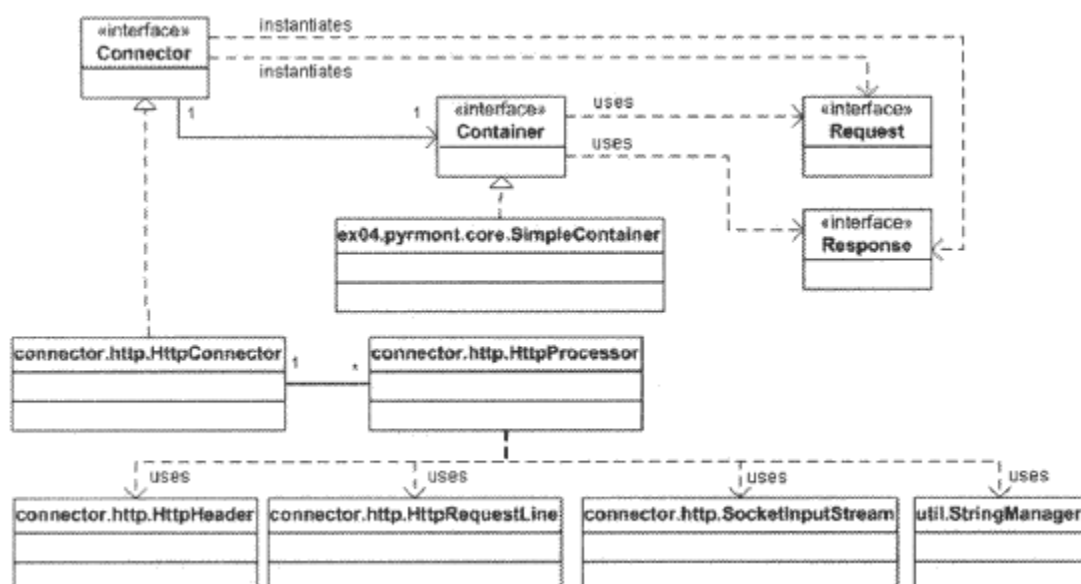 «interface»
Connector
instantiates
instantiates
1
1
«interface»
Container
uses
uses
«interface»
Request
«interface»
Response
ex04.pyrmont.core.SimpleContainer
connector.http.HttpConnector
1
*
connector.http.HttpProcessor
uses
uses
uses
uses
connector.http.HttpHeader
connector.http.HttpRequestLine
connector.http.SocketInputStream
util.StringManager